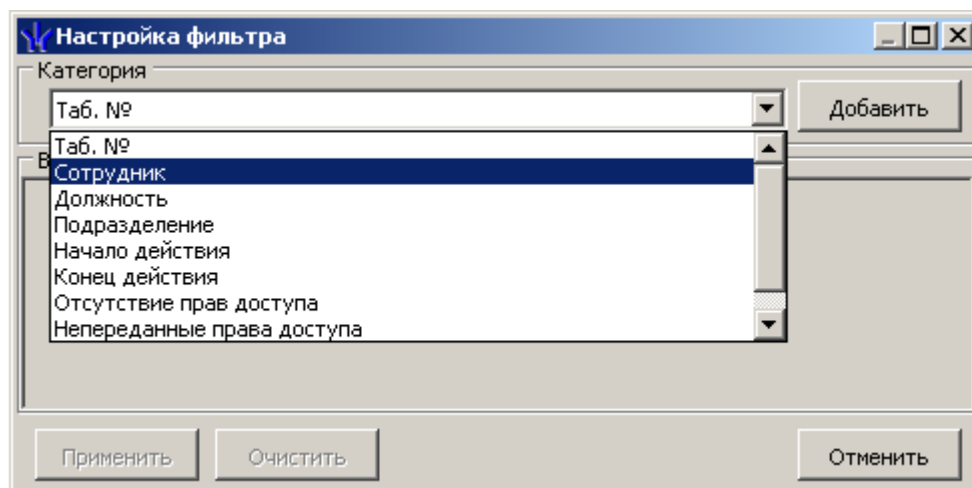 Настройка фильтра
Категория
Таб. №
Добавить
Таб. №
Сотрудник
Должность
Подразделение
Начало действия
Конец действия
Отсутствие прав доступа
Непереданные права доступа
Применить
Очистить
Отменить